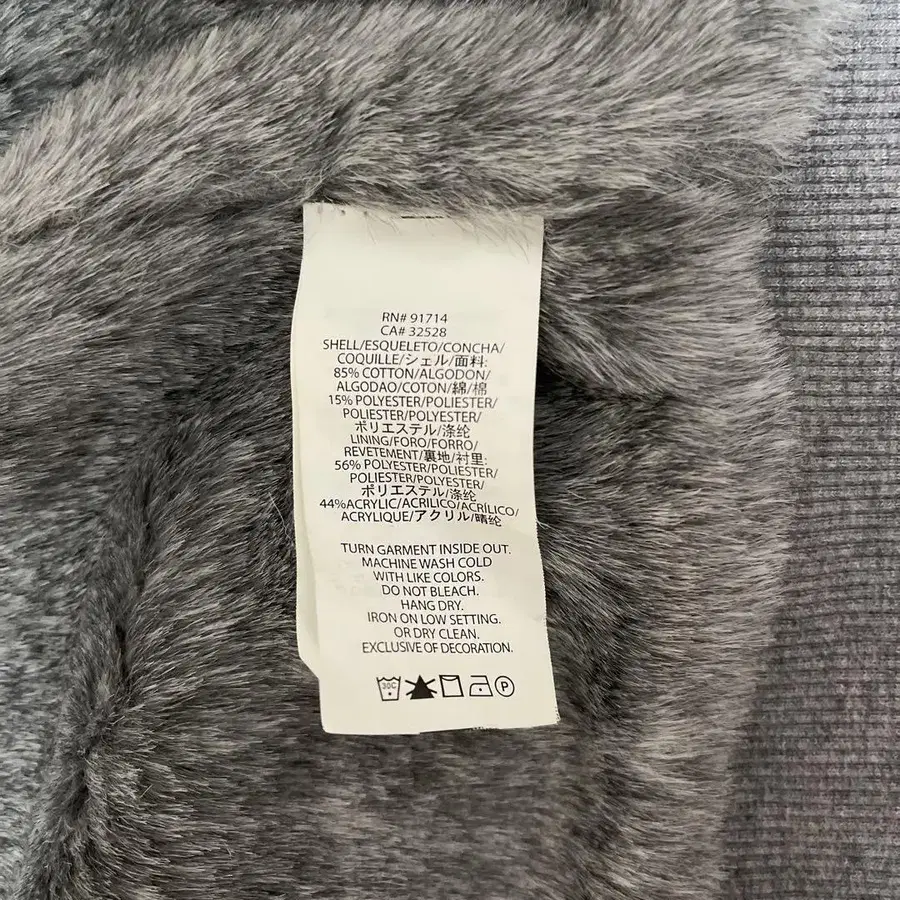 RN# 91714
CA# 32528
SHELL/ESQUELETO/CONCHA/
COQUILLE/シェル/面料:
85% COTTON/ALGODON/
ALGODAO/COTON/綿/棉
15% POLYESTER/POLIESTER/
POLIESTER/POLYESTER/
ポリエステル/涤纶
LINING/FORO/FORRO/
REVETEMENT/裏地/衬里:
56% POLYESTER/POLIESTER/
POLIESTER/POLYESTER/
ポリエステル/涤纶
44%ACRYLIC/ACRILICO/ACRÍLICO/
ACRYLIQUE/アクリル/晴纶
TURN GARMENT INSIDE OUT.
MACHINE WASH COLD
WITH LIKE COLORS.
DO NOT BLEACH.
HANG DRY.
IRON ON LOW SETTING.
OR DRY CLEAN.
EXCLUSIVE OF DECORATION.
30C P